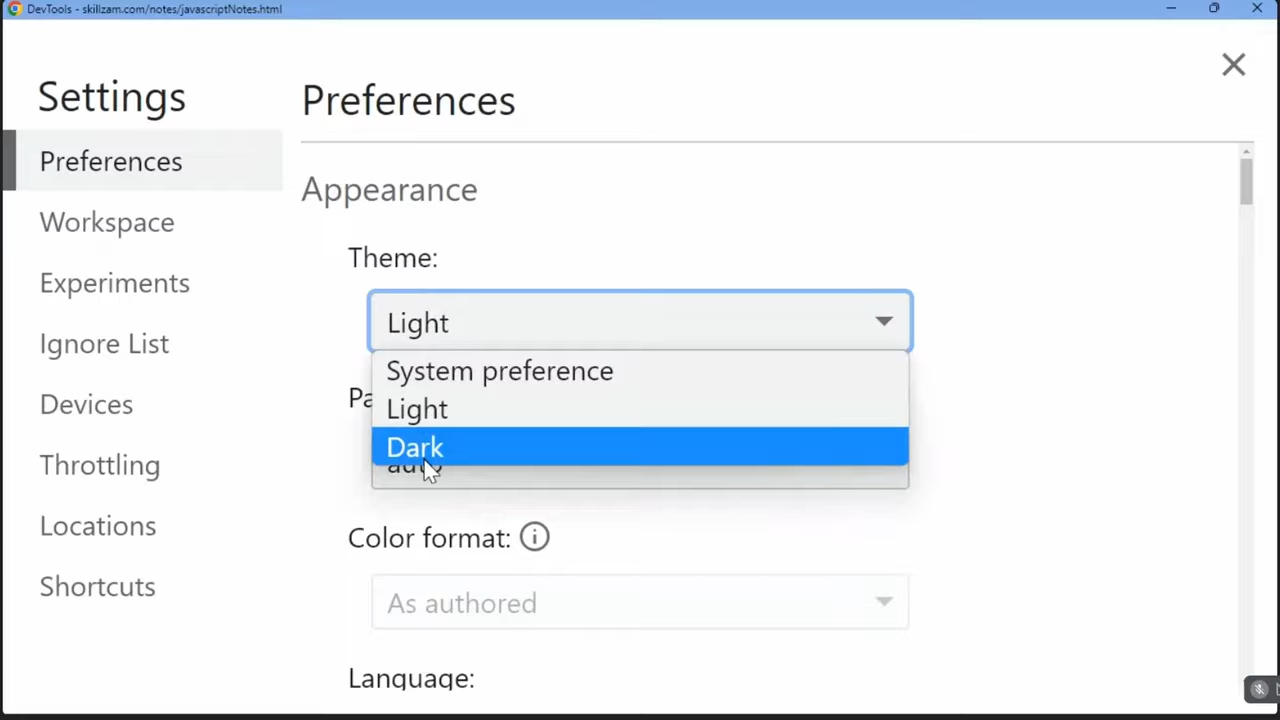 DevTools - skillzam.com/notes/javascriptNotes.html
Settings
Preferences
Workspace
Experiments
Ignore List
Devices
Throttling
Locations
Shortcuts
Preferences
Appearance
Theme:
Light
System preference
Light
Dark
Color format:
As authored
Language: